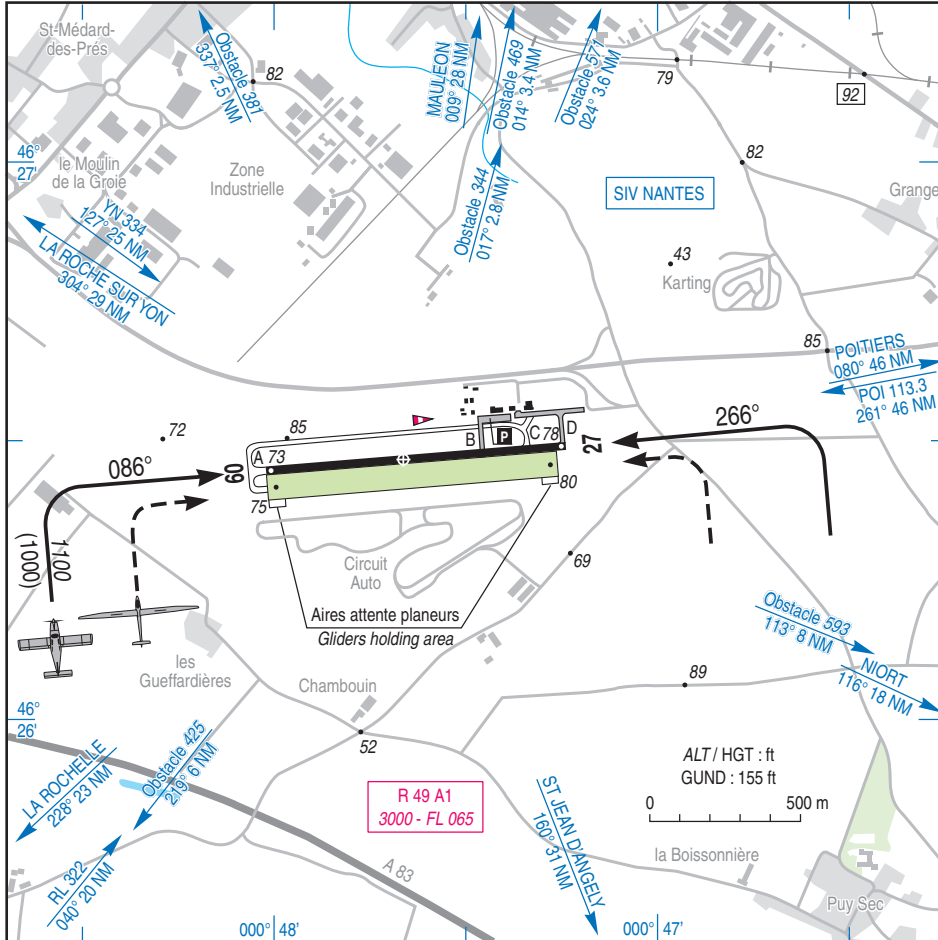 St-Médard-
des-Prés
Obstacle 381
337° 2.5 NM
82
MAULEON
009° 28 NM
Obstacle 469
014° 3.4 NM
Obstacle 571
024° 3.6 NM
79
92
46°
27'
le Moulin
de la Groie
Zone
Industrielle
Obstacle 344
017° 2.8 NM
82
SIV NANTES
Grange
YN 334
127° 25 NM
LA ROCHE SUR YON
304° 29 NM
43
Karting
85
POITIERS
080° 46 NM
POI 113.3
261° 46 NM
72
85
086°
09
A 73
B
P
C 78
D
27
266°
75
80
1100
(1000)
Circuit
Auto
69
Aires attente planeurs
Gliders holding area
Obstacle 593
113° 8 NM
NIORT
116° 18 NM
les
Gueffardières
Chambouin
89
46°
26'
52
LA ROCHELLE
228° 23 NM
Obstacle 425
219° 6 NM
RL 322
040° 20 NM
R 49 A1
3000 - FL 065
ALT / HGT : ft
GUND : 155 ft
0 500 m
ST JEAN D'ANGELY
160° 31 NM
A 83
la Boissonnière
Puy Sec
000° 48'
000° 47'